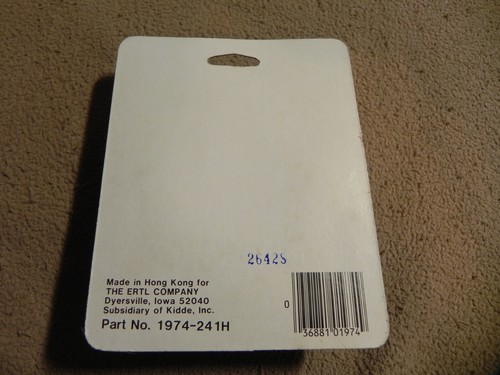 26428
Made in Hong Kong for
THE ERTL COMPANY
Dyersville, Iowa 52040
Subsidiary of Kidde, Inc.
Part No. 1974-241H
0
36881 01974